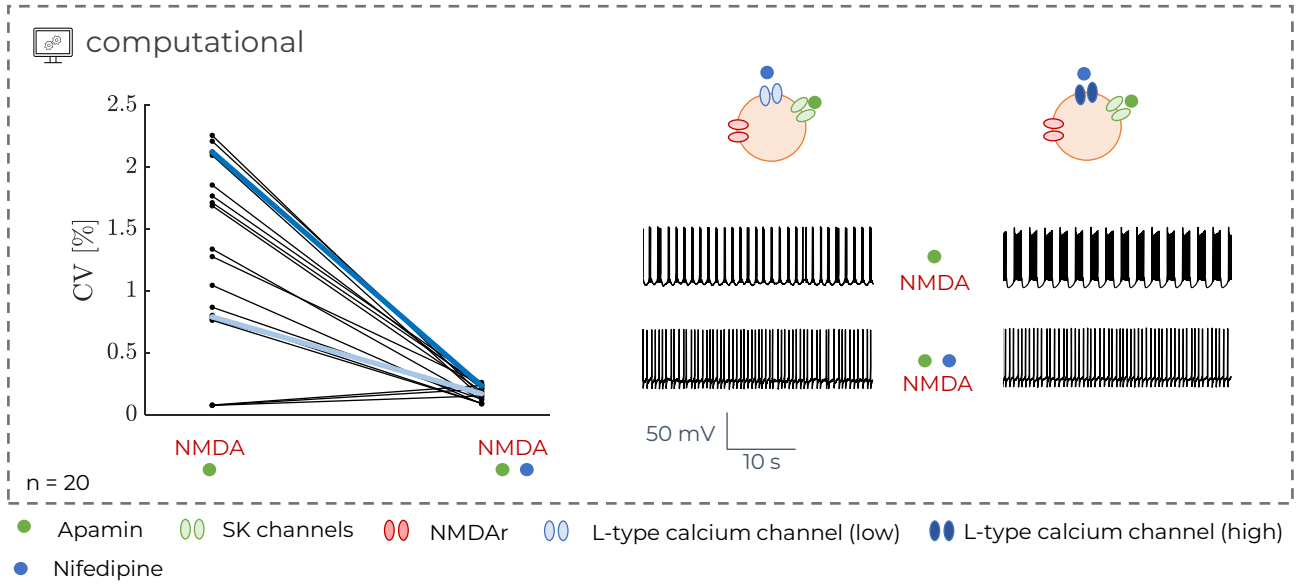 computational
2.5
2
1.5
1
0.5
0
CV [%]
NMDA
NMDA
n = 20
NMDA
NMDA
50 mV
10 s
Apamin
SK channels
NMDAr
L-type calcium channel (low)
L-type calcium channel (high)
Nifedipine